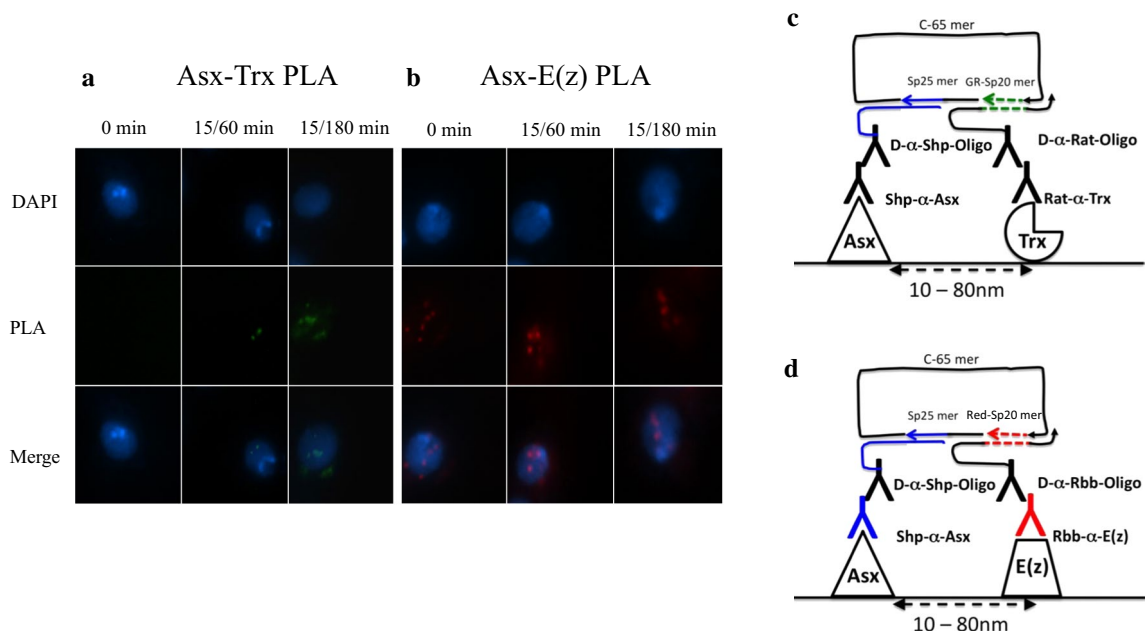 a Asx-Trx PLA
0 min 15/60 min 15/180 min
DAPI
PLA
Merge
b Asx-E(z) PLA
0 min 15/60 min 15/180 min
c
C-65 mer
Sp25 mer GR-Sp20 mer
D-α-Shp-Oligo D-α-Rat-Oligo
Shp-α-Asx Rat-α-Trx
Asx Trx
10 – 80nm
d
C-65 mer
Sp25 mer Red-Sp20 mer
D-α-Shp-Oligo D-α-Rbb-Oligo
Shp-α-Asx Rbb-α-E(z)
Asx E(z)
10 – 80nm